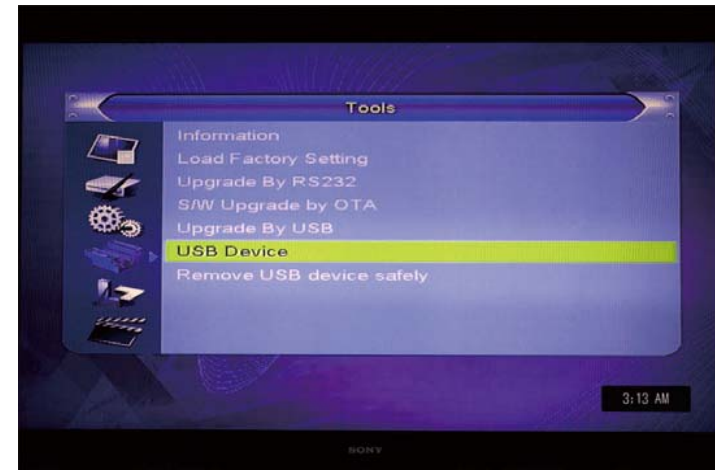 Tools
Information
Load Factory Setting
Upgrade By RS232
S/W Upgrade by OTA
Upgrade By USB
USB Device
Remove USB device safely
3:13 AM
SONY